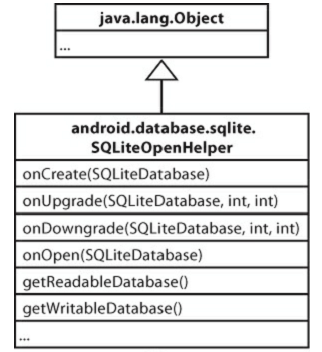 java.lang.Object
...
android.database.sqlite.
SQLiteOpenHelper
onCreate(SQLiteDatabase)
onUpgrade(SQLiteDatabase, int, int)
onDowngrade(SQLiteDatabase, int, int)
onOpen(SQLiteDatabase)
getReadableDatabase()
getWritableDatabase()
...